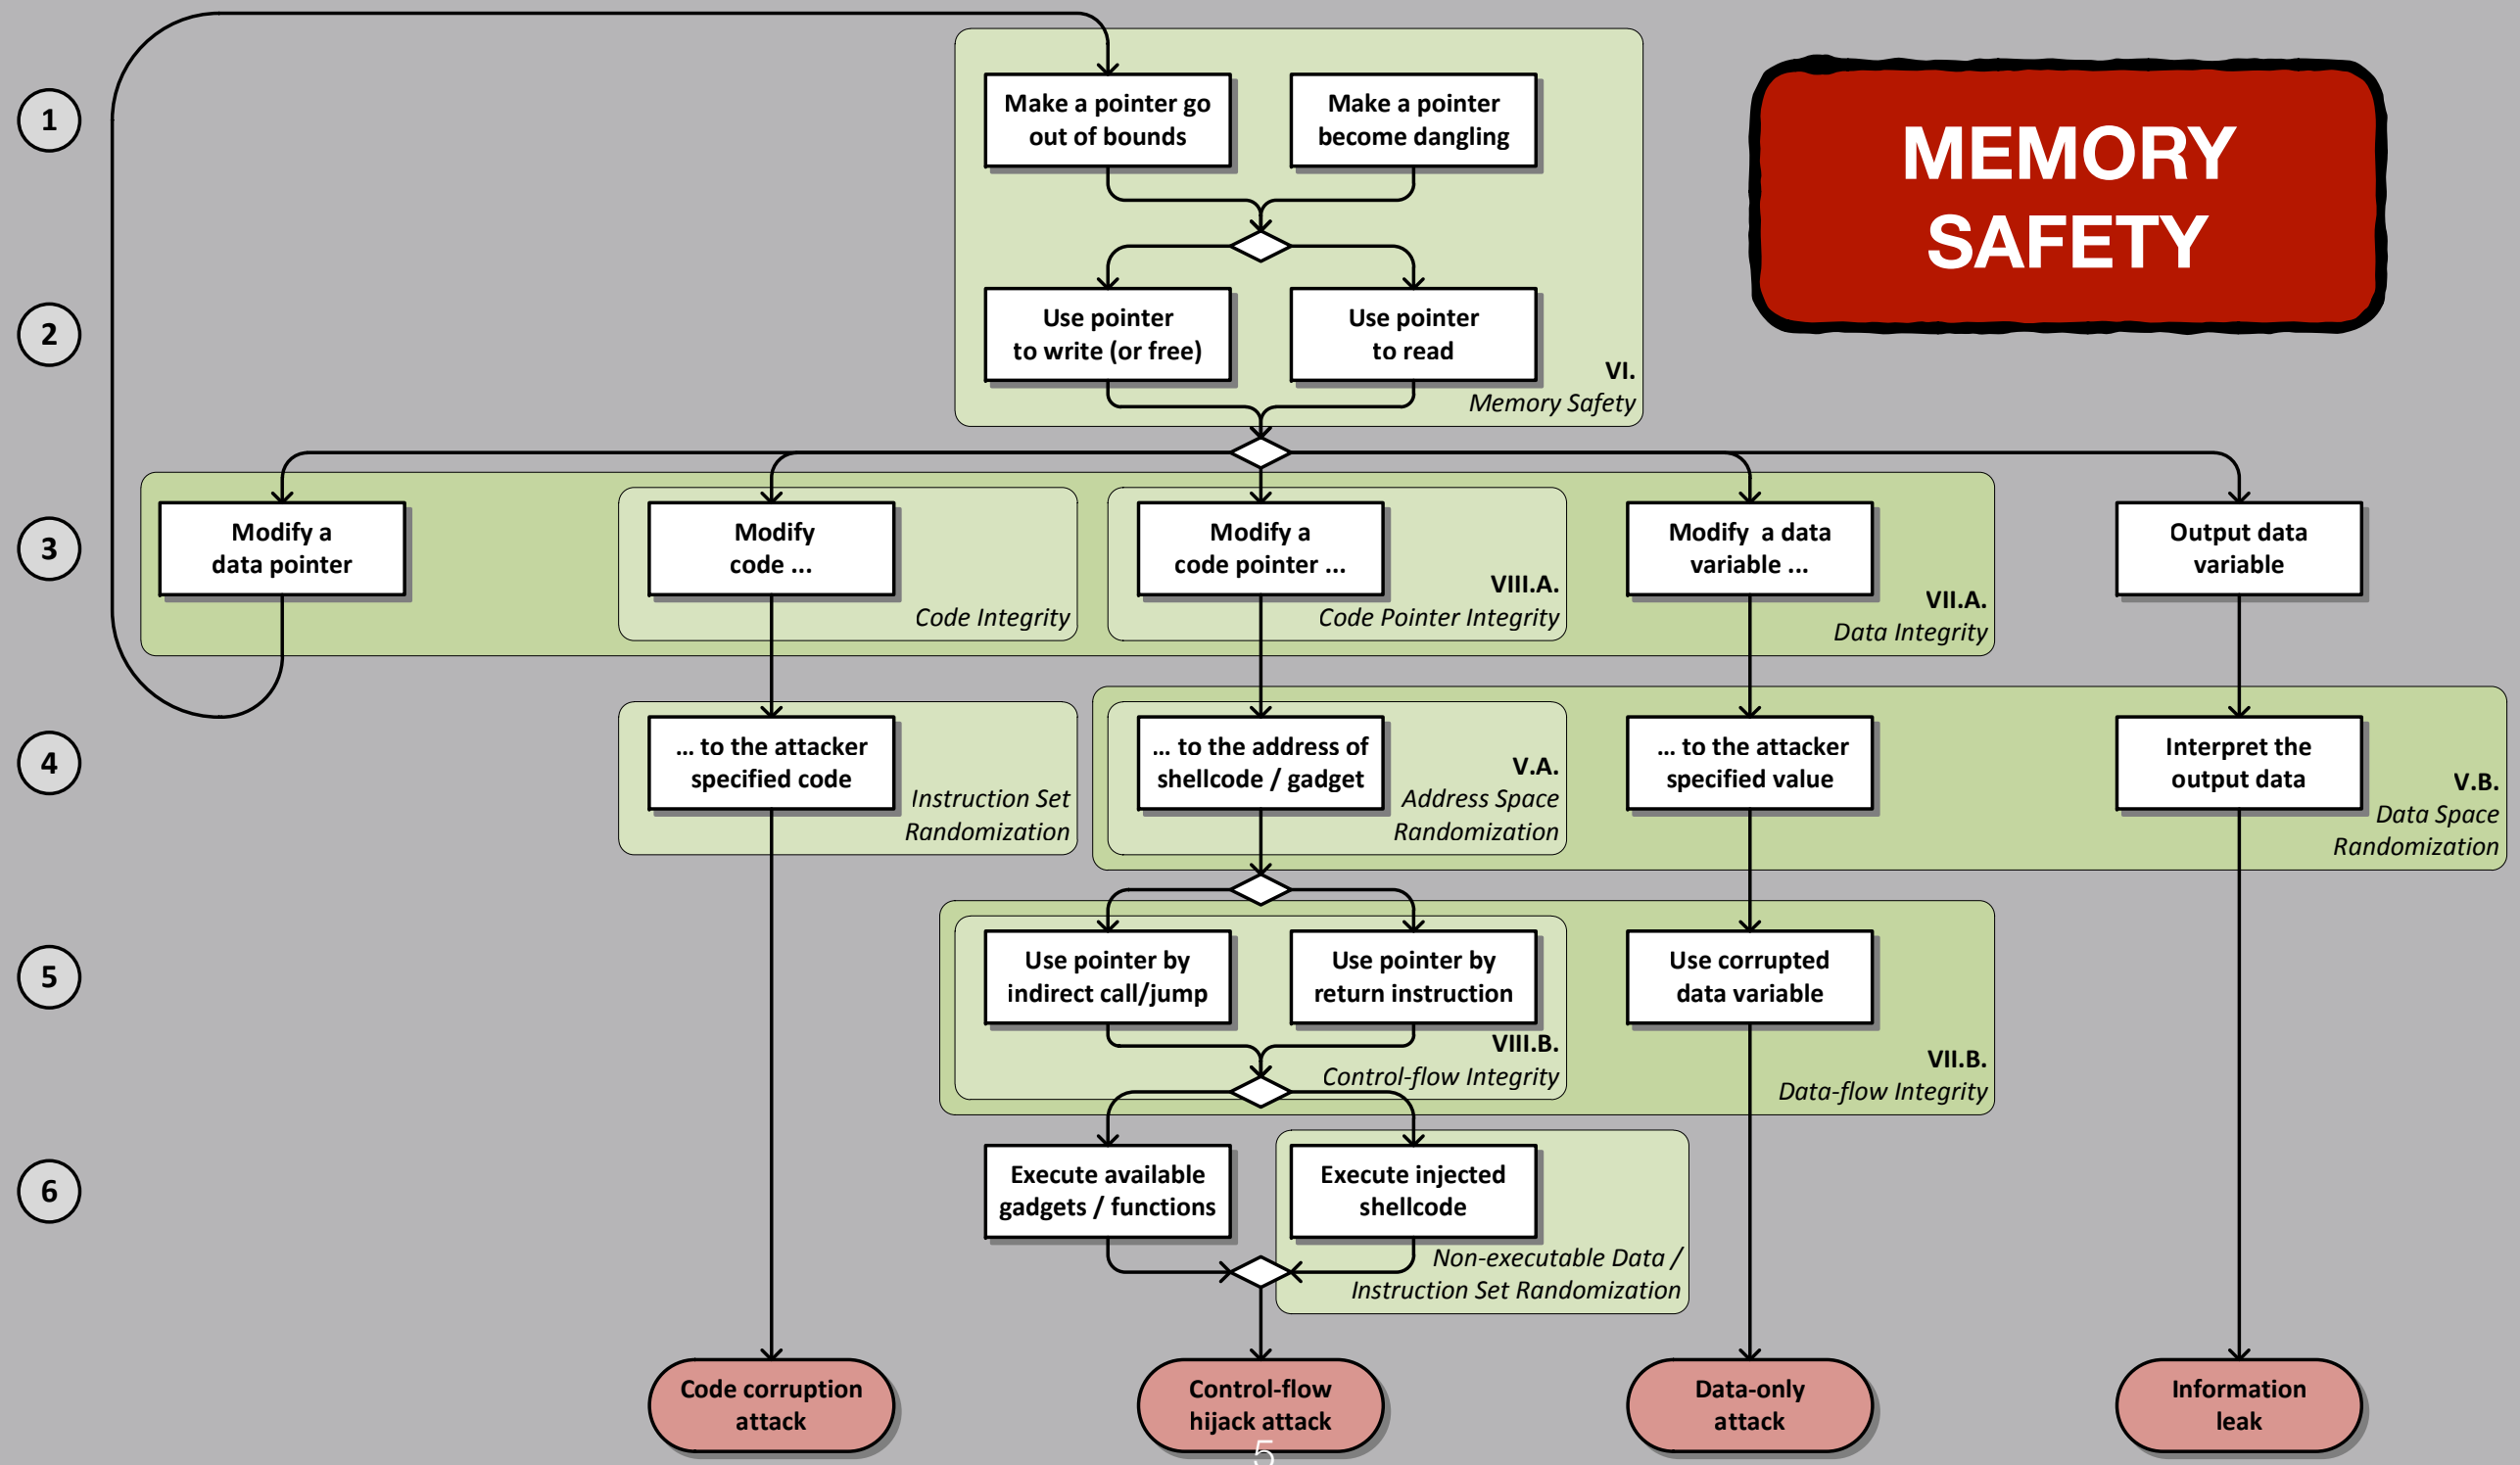 1
Make a pointer go
out of bounds
Make a pointer
become dangling
MEMORY
SAFETY
2
Use pointer
to write (or free)
Use pointer
to read
VI.
Memory Safety
3
Modify a
data pointer
Modify
code ...
Code Integrity
Modify a
code pointer ...
VIII.A.
Code Pointer Integrity
Modify a data
variable ...
VII.A.
Data Integrity
Output data
variable
4
... to the attacker
specified code
Instruction Set
Randomization
... to the address of
shellcode / gadget
V.A.
Address Space
Randomization
... to the attacker
specified value
Interpret the
output data
V.B.
Data Space
Randomization
5
Use pointer by
indirect call/jump
Use pointer by
return instruction
VIII.B.
Control-flow Integrity
Use corrupted
data variable
VII.B.
Data-flow Integrity
6
Execute available
gadgets / functions
Execute injected
shellcode
Non-executable Data /
Instruction Set Randomization
Code corruption
attack
Control-flow
hijack attack
Data-only
attack
Information
leak
5